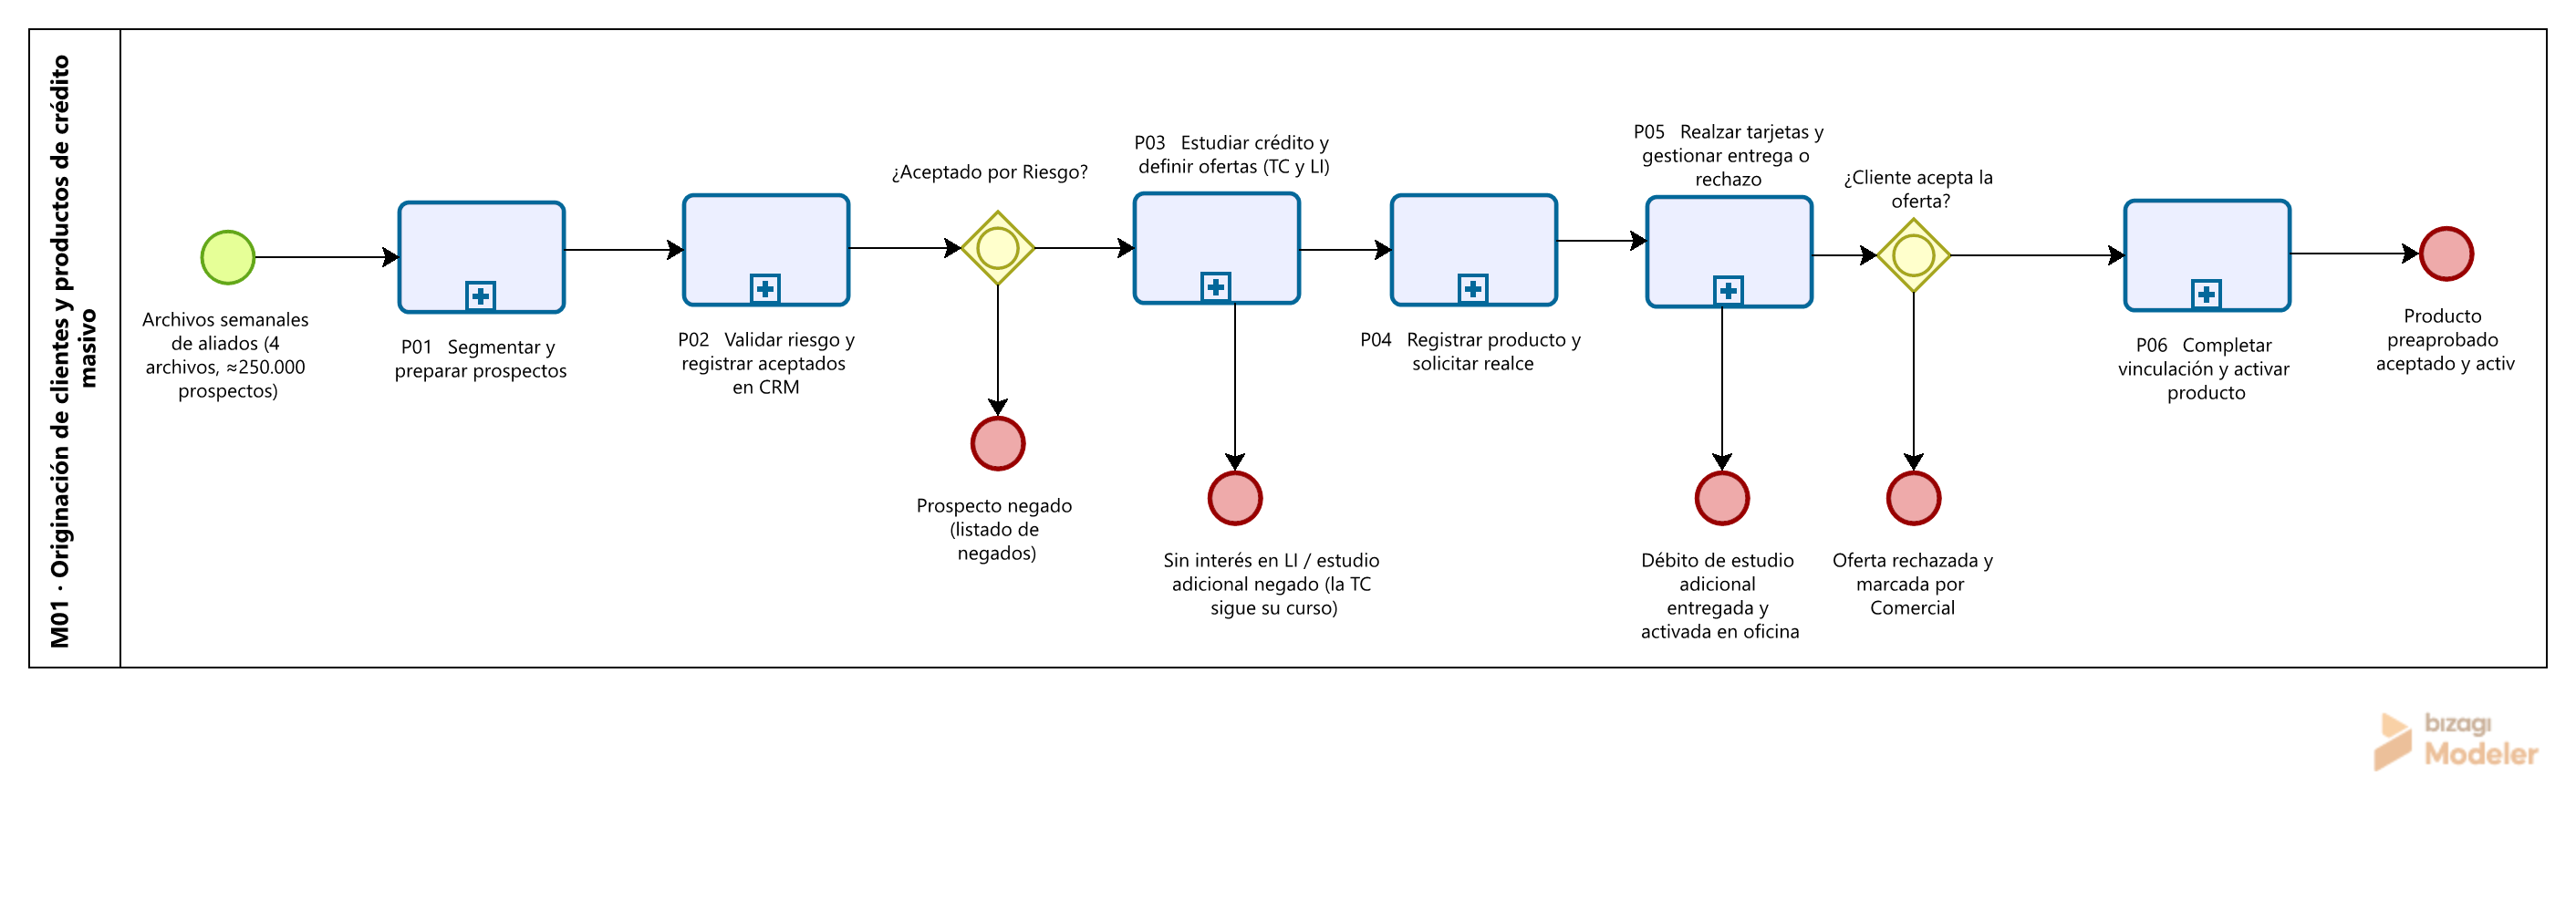 M01 · Originación de clientes y productos de crédito
masivo
Archivos semanales
de aliados (4
archivos, ≈250.000
prospectos)
P01   Segmentar y
preparar prospectos
P02   Validar riesgo y
registrar aceptados
en CRM
¿Aceptado por Riesgo?
Prospecto negado
(listado de
negados)
P03   Estudiar crédito y
definir ofertas (TC y LI)
Sin interés en LI / estudio
adicional negado (la TC
sigue su curso)
P04   Registrar producto y
solicitar realce
P05   Realzar tarjetas y
gestionar entrega o
rechazo
Débito de estudio
adicional
entregada y
activada en oficina
¿Cliente acepta la
oferta?
Oferta rechazada y
marcada por
Comercial
P06   Completar
vinculación y activar
producto
Producto
preaprobado
aceptado y activ
bizagi
Modeler